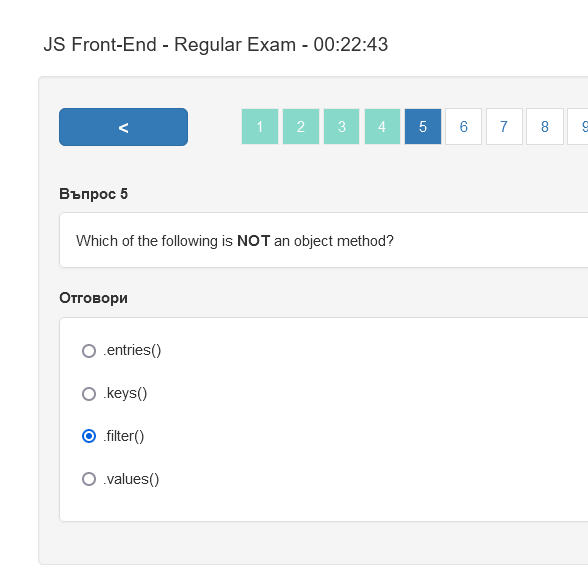 JS Front-End - Regular Exam - 00:22:43
< 1 2 3 4 5 6 7 8 9
Въпрос 5
Which of the following is NOT an object method?
Отговори
.entries()
.keys()
.filter()
.values()